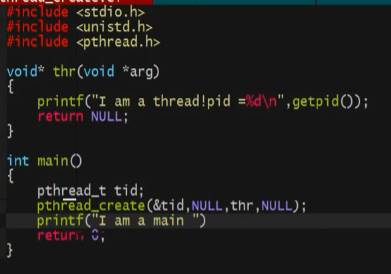 #include <stdio.h>
#include <unistd.h>
#include <pthread.h>
void* thr(void *arg)
{
printf("I am a thread!pid =%d\n",getpid());
return NULL;
}
int main()
{
pthread_t tid;
pthread_create(&tid,NULL,thr,NULL);
printf("I am a main ")
return 0;
}